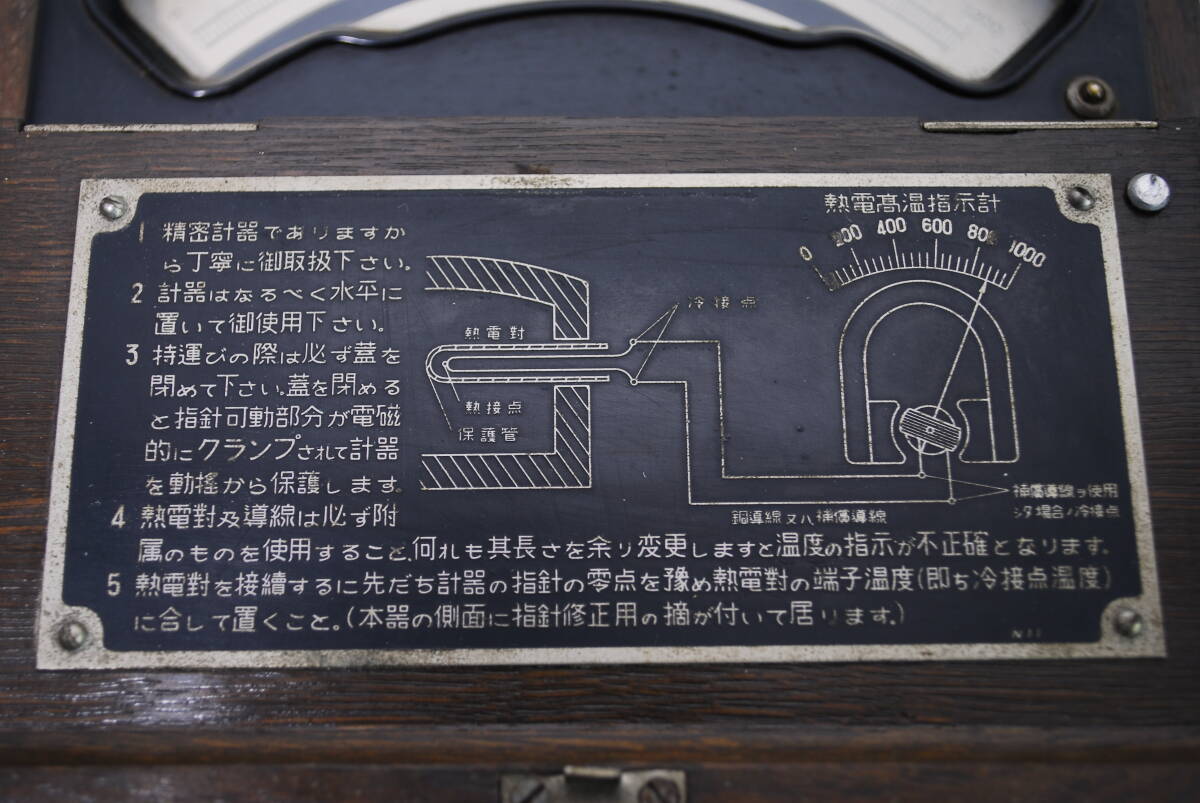 熱電高温指示計
0 200 400 600 800 1000
1 精密計器でありますか
ら丁寧に御取扱下さい。
2 計器はなるべく水平に
置いて御使用下さい。
3 持運びの際は必ず蓋を
閉めて下さい。蓋を閉める
と指針可動部分が電磁
的にクランプされて計器
を動搖から保護します。
4 熱電對及導線は必ず附
属のものを使用すること、何れも其長さを余り変更しますと温度の指示が不正確となります。
5 熱電對を接續するに先だち計器の指針の零点を豫め熱電對の端子温度(即ち冷接点温度)
に合して置くこと。(本器の側面に指針修正用の摘が付いて居ります。)
熱電對
冷接点
熱接点
保護管
銅導線又ハ補償導線
補償導線ヲ使用
シタ場合ノ冷接点